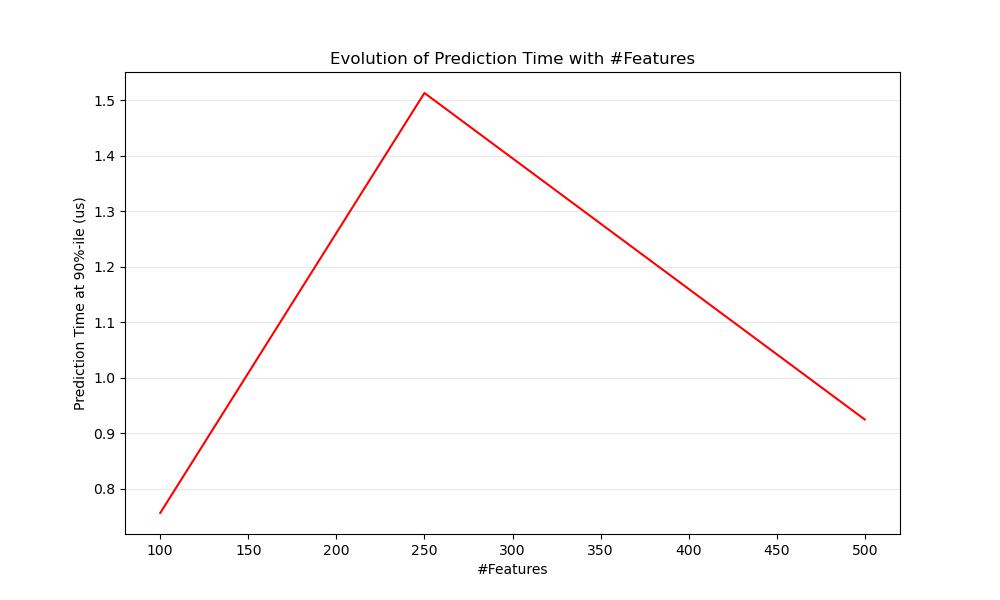 Evolution of Prediction Time with #Features
Prediction Time at 90%-ile (us)
1.5
1.4
1.3
1.2
1.1
1.0
0.9
0.8
100 150 200 250 300 350 400 450 500
#Features